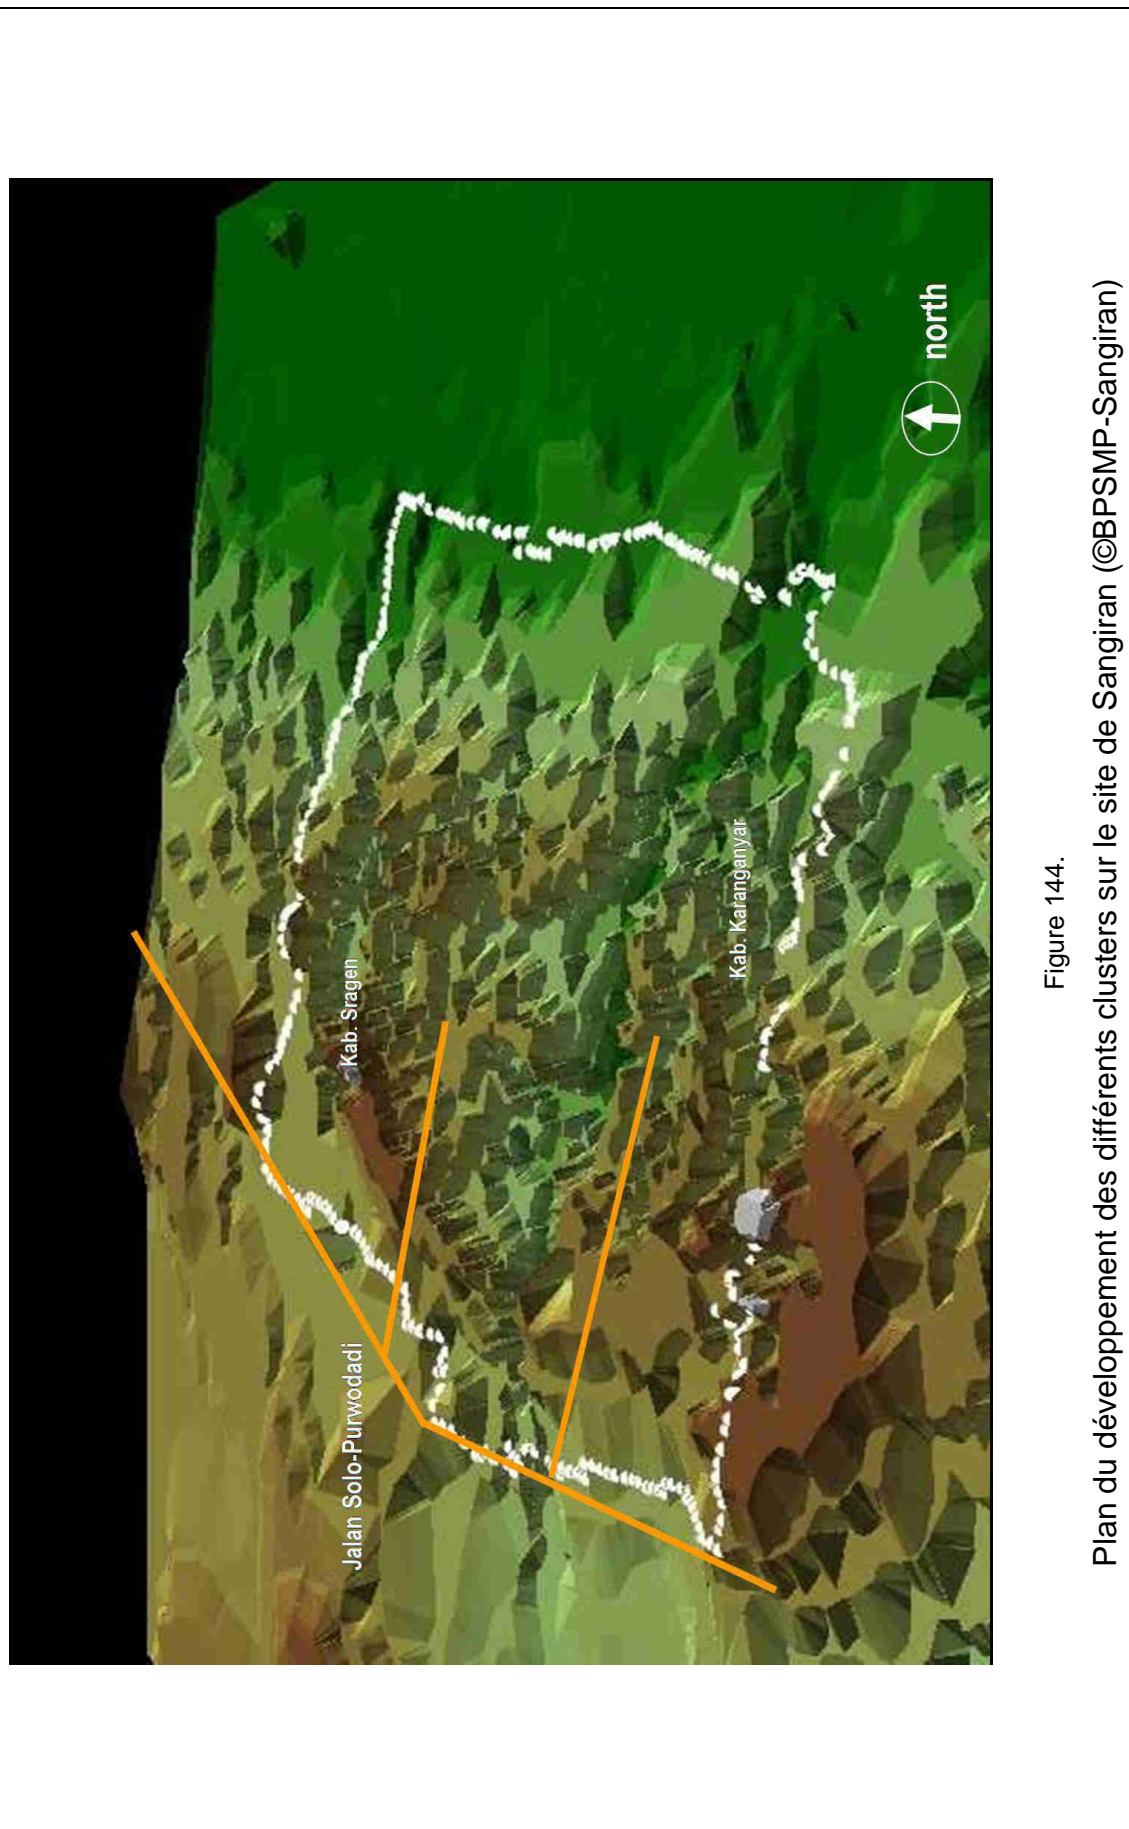 north
Kab. Sragen
Kab. Karanganyar
Jalan Solo-Purwodadi
Figure 144.
Plan du développement des différents clusters sur le site de Sangiran (©BPSMP-Sangiran)